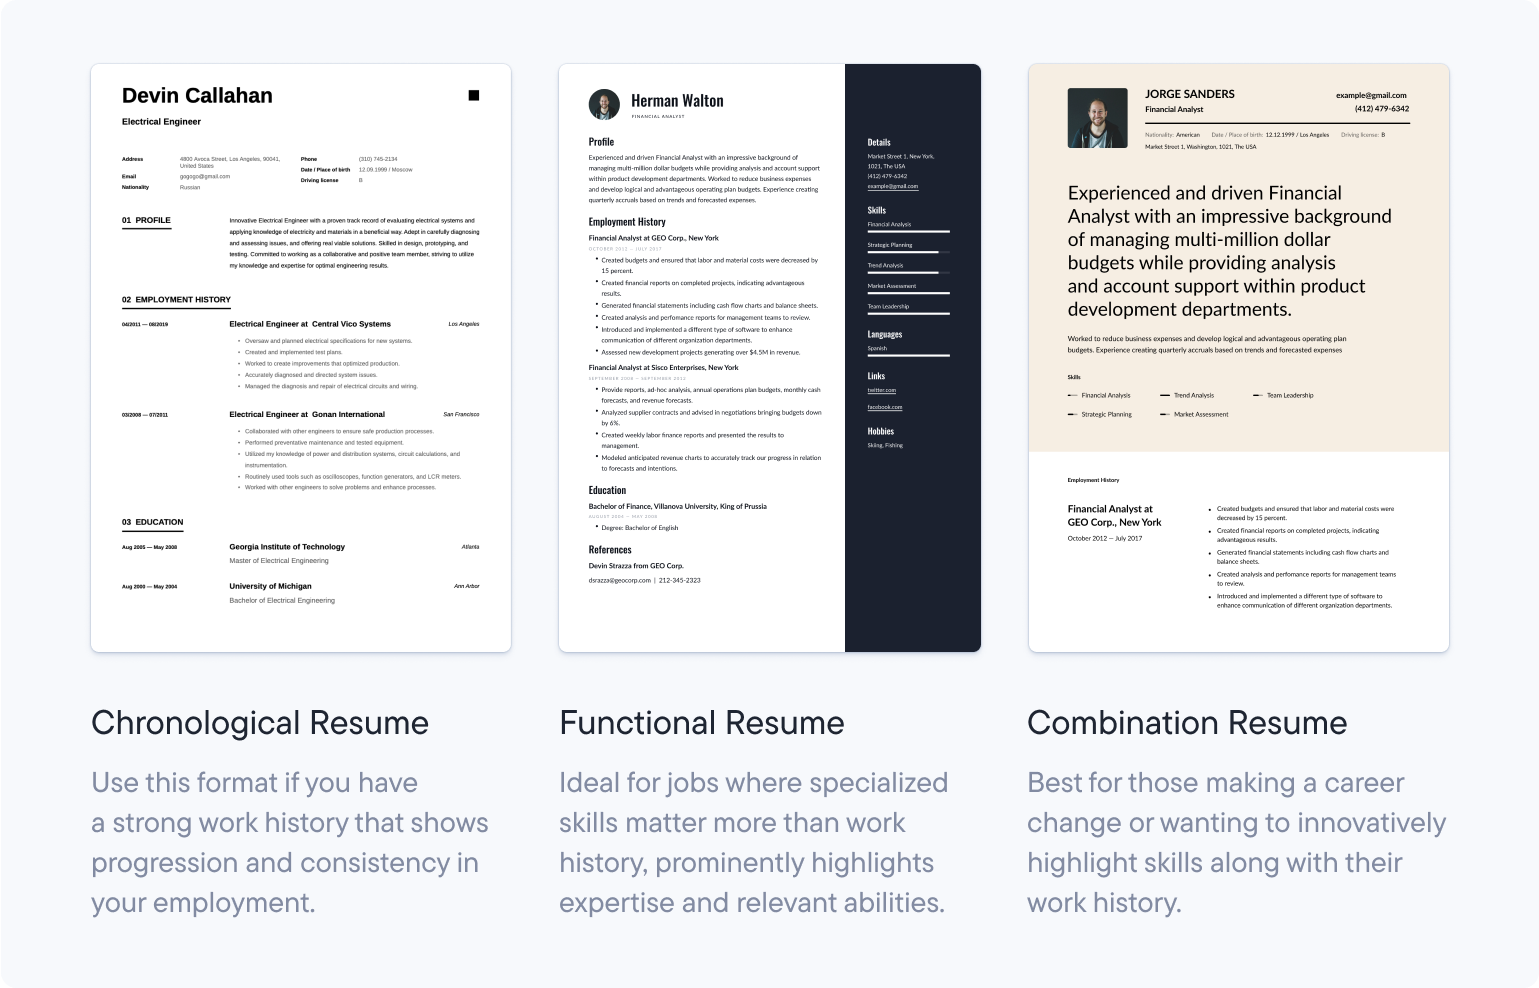 Devin Callahan
Electrical Engineer
Address
4800 Avoca Street, Los Angeles, 90041,
United States
Email
gogogo@gmail.com
Nationality
Russian
Phone
(310) 745-2134
Date / Place of birth
12.09.1999 / Moscow
Driving license
B
01 PROFILE
Innovative Electrical Engineer with a proven track record of evaluating electrical systems and
applying knowledge of electricity and materials in a beneficial way. Adept in carefully diagnosing
and assessing issues, and offering real viable solutions. Skilled in design, prototyping, and
testing. Committed to working as a collaborative and positive team member, striving to utilize
my knowledge and expertise for optimal engineering results.
02 EMPLOYMENT HISTORY
04/2011 — 08/2019
Electrical Engineer at Central Vico Systems
Los Angeles
• Oversaw and planned electrical specifications for new systems.
• Created and implemented test plans.
• Worked to create improvements that optimized production.
• Accurately diagnosed and directed system issues.
• Managed the diagnosis and repair of electrical circuits and wiring.
03/2008 — 07/2011
Electrical Engineer at Gonan International
San Francisco
• Collaborated with other engineers to ensure safe production processes.
• Performed preventative maintenance and tested equipment.
• Utilized my knowledge of power and distribution systems, circuit calculations, and
instrumentation.
• Routinely used tools such as oscilloscopes, function generators, and LCR meters.
• Worked with other engineers to solve problems and enhance processes.
03 EDUCATION
Aug 2005 — May 2008
Georgia Institute of Technology
Atlanta
Master of Electrical Engineering
Aug 2000 — May 2004
University of Michigan
Ann Arbor
Bachelor of Electrical Engineering
Herman Walton
FINANCIAL ANALYST
Profile
Experienced and driven Financial Analyst with an impressive background of
managing multi-million dollar budgets while providing analysis and account support
within product development departments. Worked to reduce business expenses
and develop logical and advantageous operating plan budgets. Experience creating
quarterly accruals based on trends and forecasted expenses.
Employment History
Financial Analyst at GEO Corp., New York
OCTOBER 2012 — JULY 2017
• Created budgets and ensured that labor and material costs were decreased by
15 percent.
• Created financial reports on completed projects, indicating advantageous
results.
• Generated financial statements including cash flow charts and balance sheets.
• Created analysis and perfomance reports for management teams to review.
• Introduced and implemented a different type of software to enhance
communication of different organization departments.
• Assessed new development projects generating over $4.5M in revenue.
Financial Analyst at Sisco Enterprises, New York
SEPTEMBER 2008 — SEPTEMBER 2012
• Provide reports, ad-hoc analysis, annual operations plan budgets, monthly cash
forecasts, and revenue forecasts.
• Analyzed supplier contracts and advised in negotiations bringing budgets down
by 6%.
• Created weekly labor finance reports and presented the results to
management.
• Modeled anticipated revenue charts to accurately track our progress in relation
to forecasts and intentions.
Education
Bachelor of Finance, Villanova University, King of Prussia
• Degree: Bachelor of English
References
Devin Strazza from GEO Corp.
dsrazza@geocorp.com | 212-345-2323
Details
Market Street 1, New York,
1021, The USA
(412) 479-6342
example@gmail.com
Skills
Financial Analysis
Strategic Planning
Trend Analysis
Market Assessment
Team Leadership
Languages
Spanish
Links
twitter.com
facebook.com
Hobbies
Skiing, Fishing
JORGE SANDERS
Financial Analyst
example@gmail.com
(412) 479-6342
Nationality: American
Date / Place of birth: 12.12.1999 / Los Angeles
Driving license: B
Market Street 1, Washington, 1021, The USA
Experienced and driven Financial
Analyst with an impressive background
of managing multi-million dollar
budgets while providing analysis
and account support within product
development departments.
Worked to reduce business expenses and develop logical and advantageous operating plan
budgets. Experience creating quarterly accruals based on trends and forecasted expenses
Skills
Financial Analysis
Trend Analysis
Team Leadership
Strategic Planning
Market Assessment
Employment History
Financial Analyst at
GEO Corp., New York
October 2012 — July 2017
• Created budgets and ensured that labor and material costs were
decreased by 15 percent.
• Created financial reports on completed projects, indicating
advantageous results.
• Generated financial statements including cash flow charts and
balance sheets.
• Created analysis and perfomance reports for management teams
to review.
• Introduced and implemented a different type of software to
enhance communication of different organization departments.
Chronological Resume
Use this format if you have
a strong work history that shows
progression and consistency in
your employment.
Functional Resume
Ideal for jobs where specialized
skills matter more than work
history, prominently highlights
expertise and relevant abilities.
Combination Resume
Best for those making a career
change or wanting to innovatively
highlight skills along with their
work history.